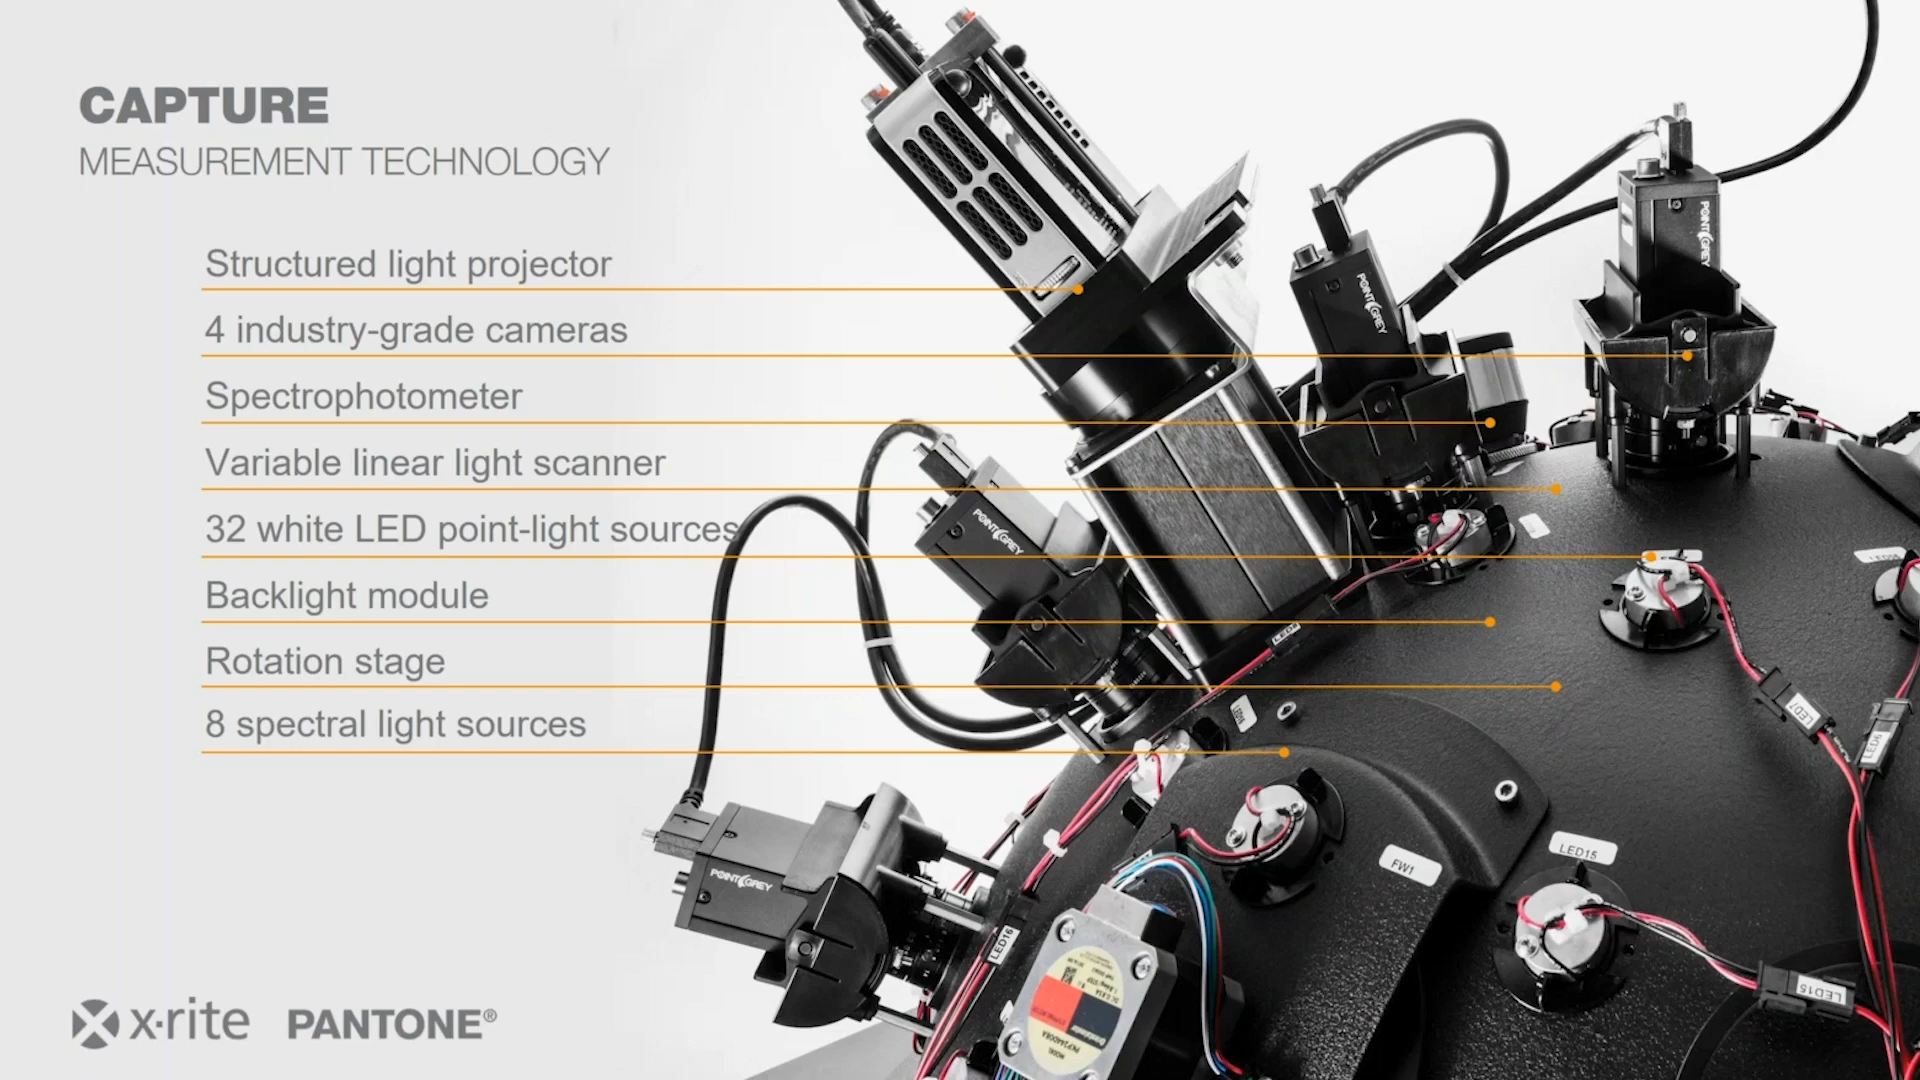 CAPTURE
MEASUREMENT TECHNOLOGY
Structured light projector
4 industry-grade cameras
Spectrophotometer
Variable linear light scanner
32 white LED point-light sources
Backlight module
Rotation stage
8 spectral light sources
POINT GREY
POINT GREY
POINT GREY
POINT GREY
LED7
LED6
LED15
FW1
LED16
LED15
x·rite PANTONE®